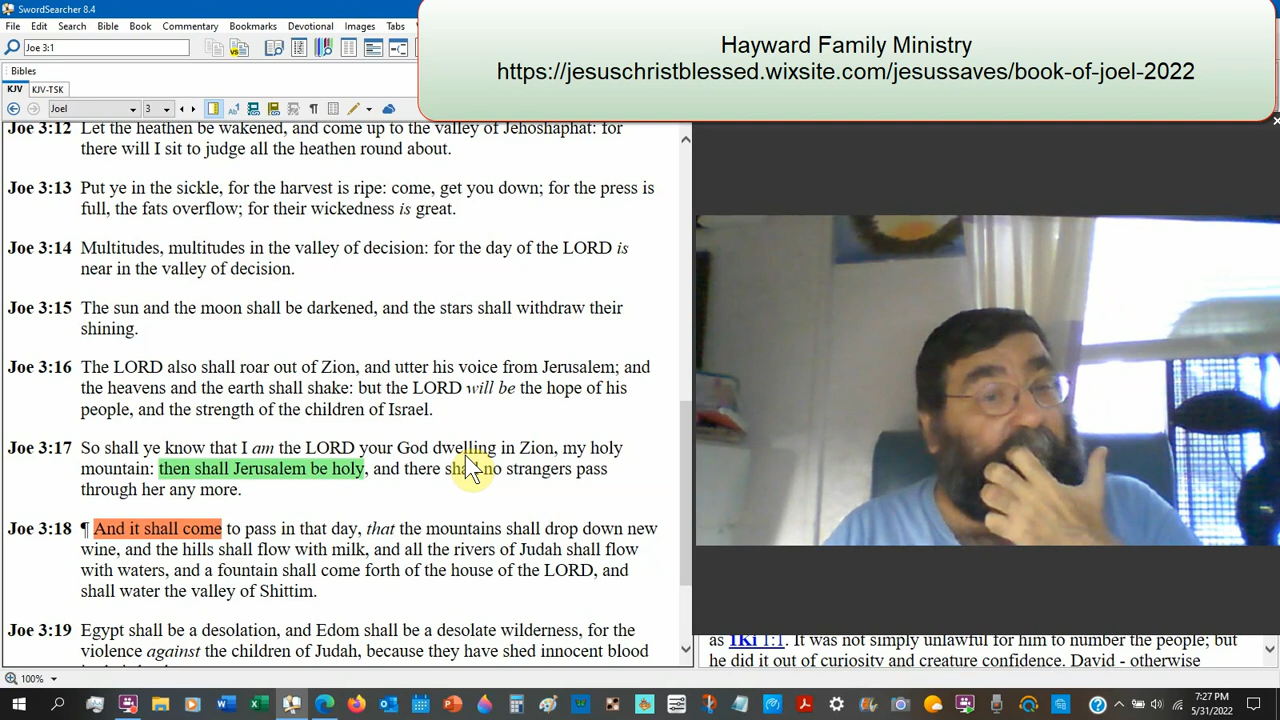 SwordSearcher 8.4
File Edit Search Bible Book Commentary Bookmarks Devotional Images Tabs
Hayward Family Ministry
https://jesuschristblessed.wixsite.com/jesussaves/book-of-joel-2022
Joe 3:1
Bibles
KJV KJV-TSK
Joel 3
Joe 3:12 Let the heathen be wakened, and come up to the valley of Jehoshaphat: for
there will I sit to judge all the heathen round about.
Joe 3:13 Put ye in the sickle, for the harvest is ripe: come, get you down; for the press is
full, the fats overflow; for their wickedness is great.
Joe 3:14 Multitudes, multitudes in the valley of decision: for the day of the LORD is
near in the valley of decision.
Joe 3:15 The sun and the moon shall be darkened, and the stars shall withdraw their
shining.
Joe 3:16 The LORD also shall roar out of Zion, and utter his voice from Jerusalem; and
the heavens and the earth shall shake: but the LORD will be the hope of his
people, and the strength of the children of Israel.
Joe 3:17 So shall ye know that I am the LORD your God dwelling in Zion, my holy
mountain: then shall Jerusalem be holy, and there shall no strangers pass
through her any more.
Joe 3:18 ¶ And it shall come to pass in that day, that the mountains shall drop down new
wine, and the hills shall flow with milk, and all the rivers of Judah shall flow
with waters, and a fountain shall come forth of the house of the LORD, and
shall water the valley of Shittim.
Joe 3:19 Egypt shall be a desolation, and Edom shall be a desolate wilderness, for the
violence against the children of Judah, because they have shed innocent blood
as 1Ki 1:1. It was not simply unlawful for him to number the people; but
he did it out of curiosity and creature confidence. David - otherwise
100%
7:27 PM
5/31/2022